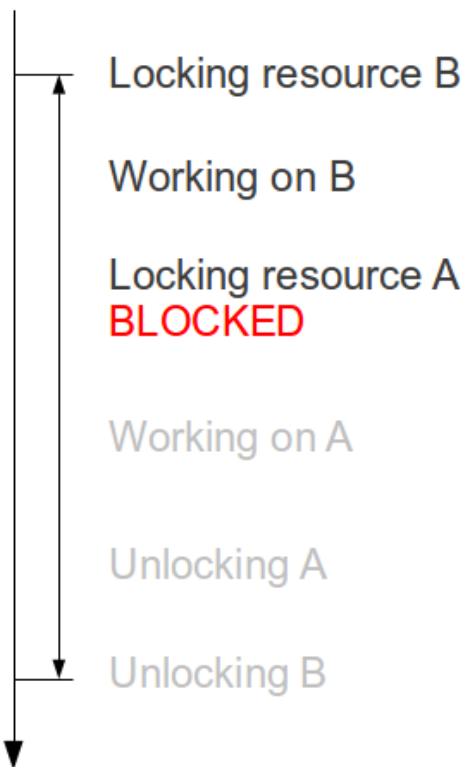 Locking resource B
Working on B
Locking resource A
BLOCKED
Working on A
Unlocking A
Unlocking B